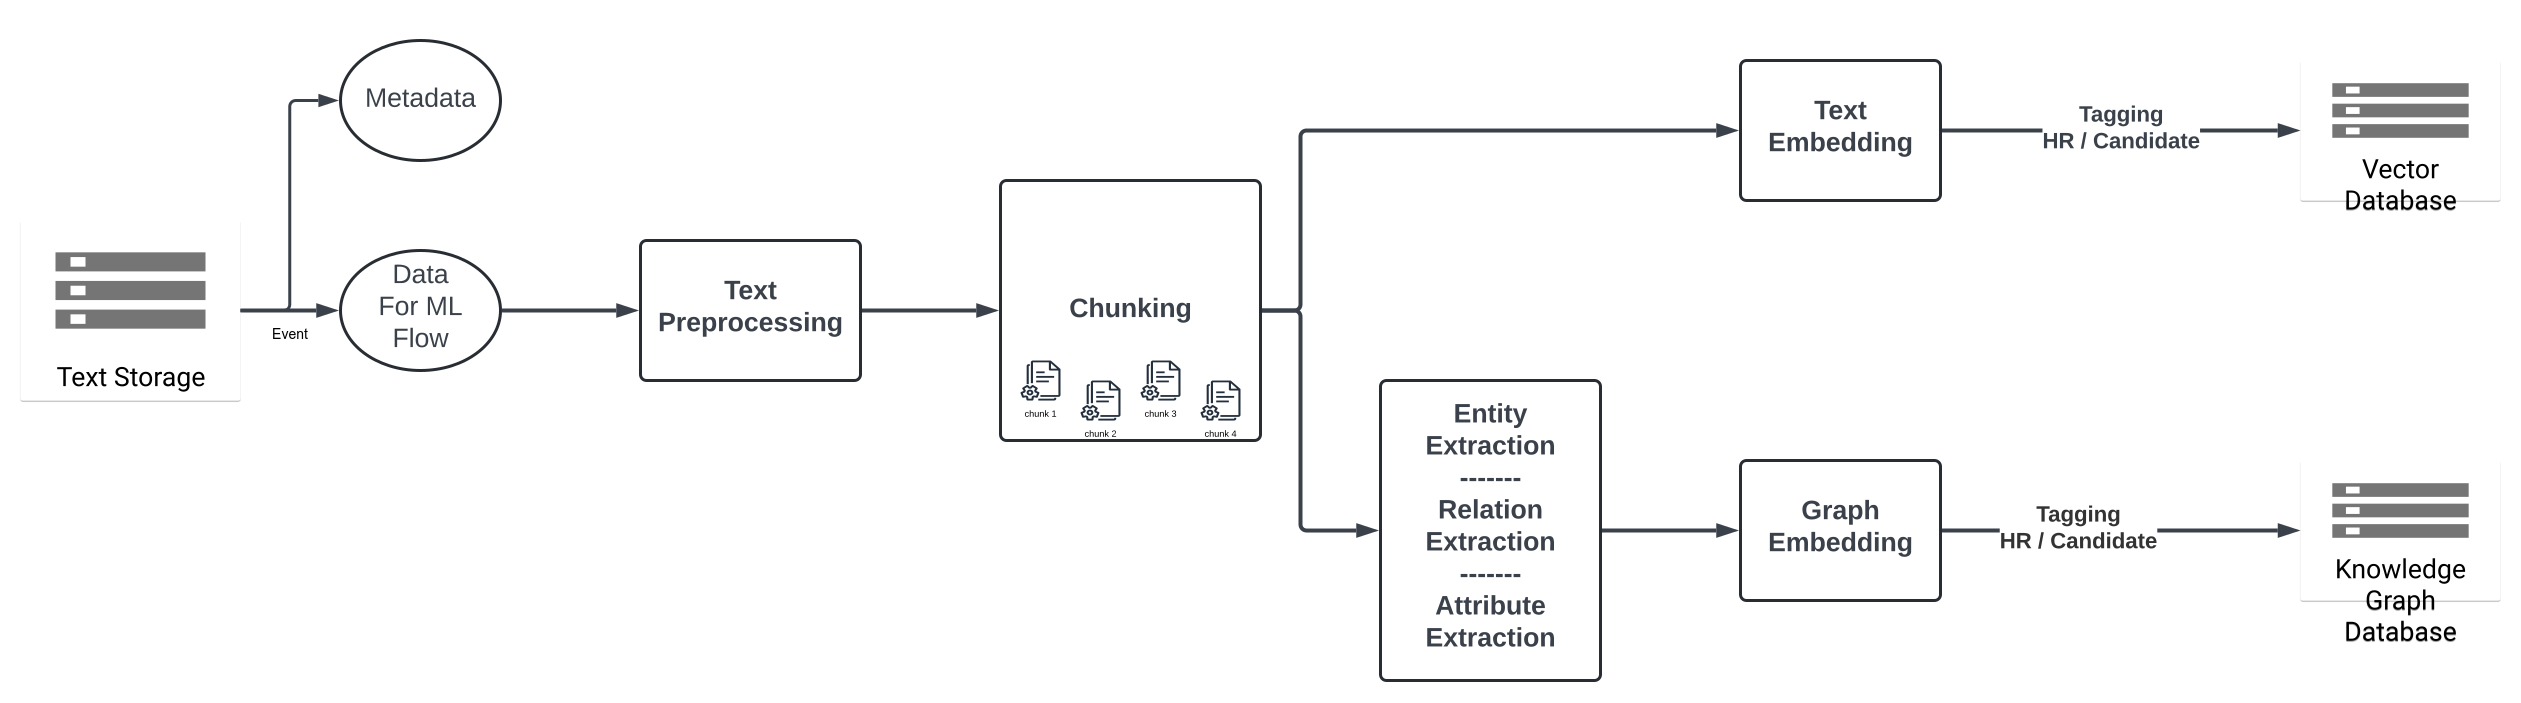 Metadata
Text Storage
Event
Data
For ML
Flow
Text
Preprocessing
Chunking
chunk 1
chunk 2
chunk 3
chunk 4
Text
Embedding
Tagging
HR / Candidate
Vector
Database
Entity
Extraction
-------
Relation
Extraction
-------
Attribute
Extraction
Graph
Embedding
Tagging
HR / Candidate
Knowledge
Graph
Database